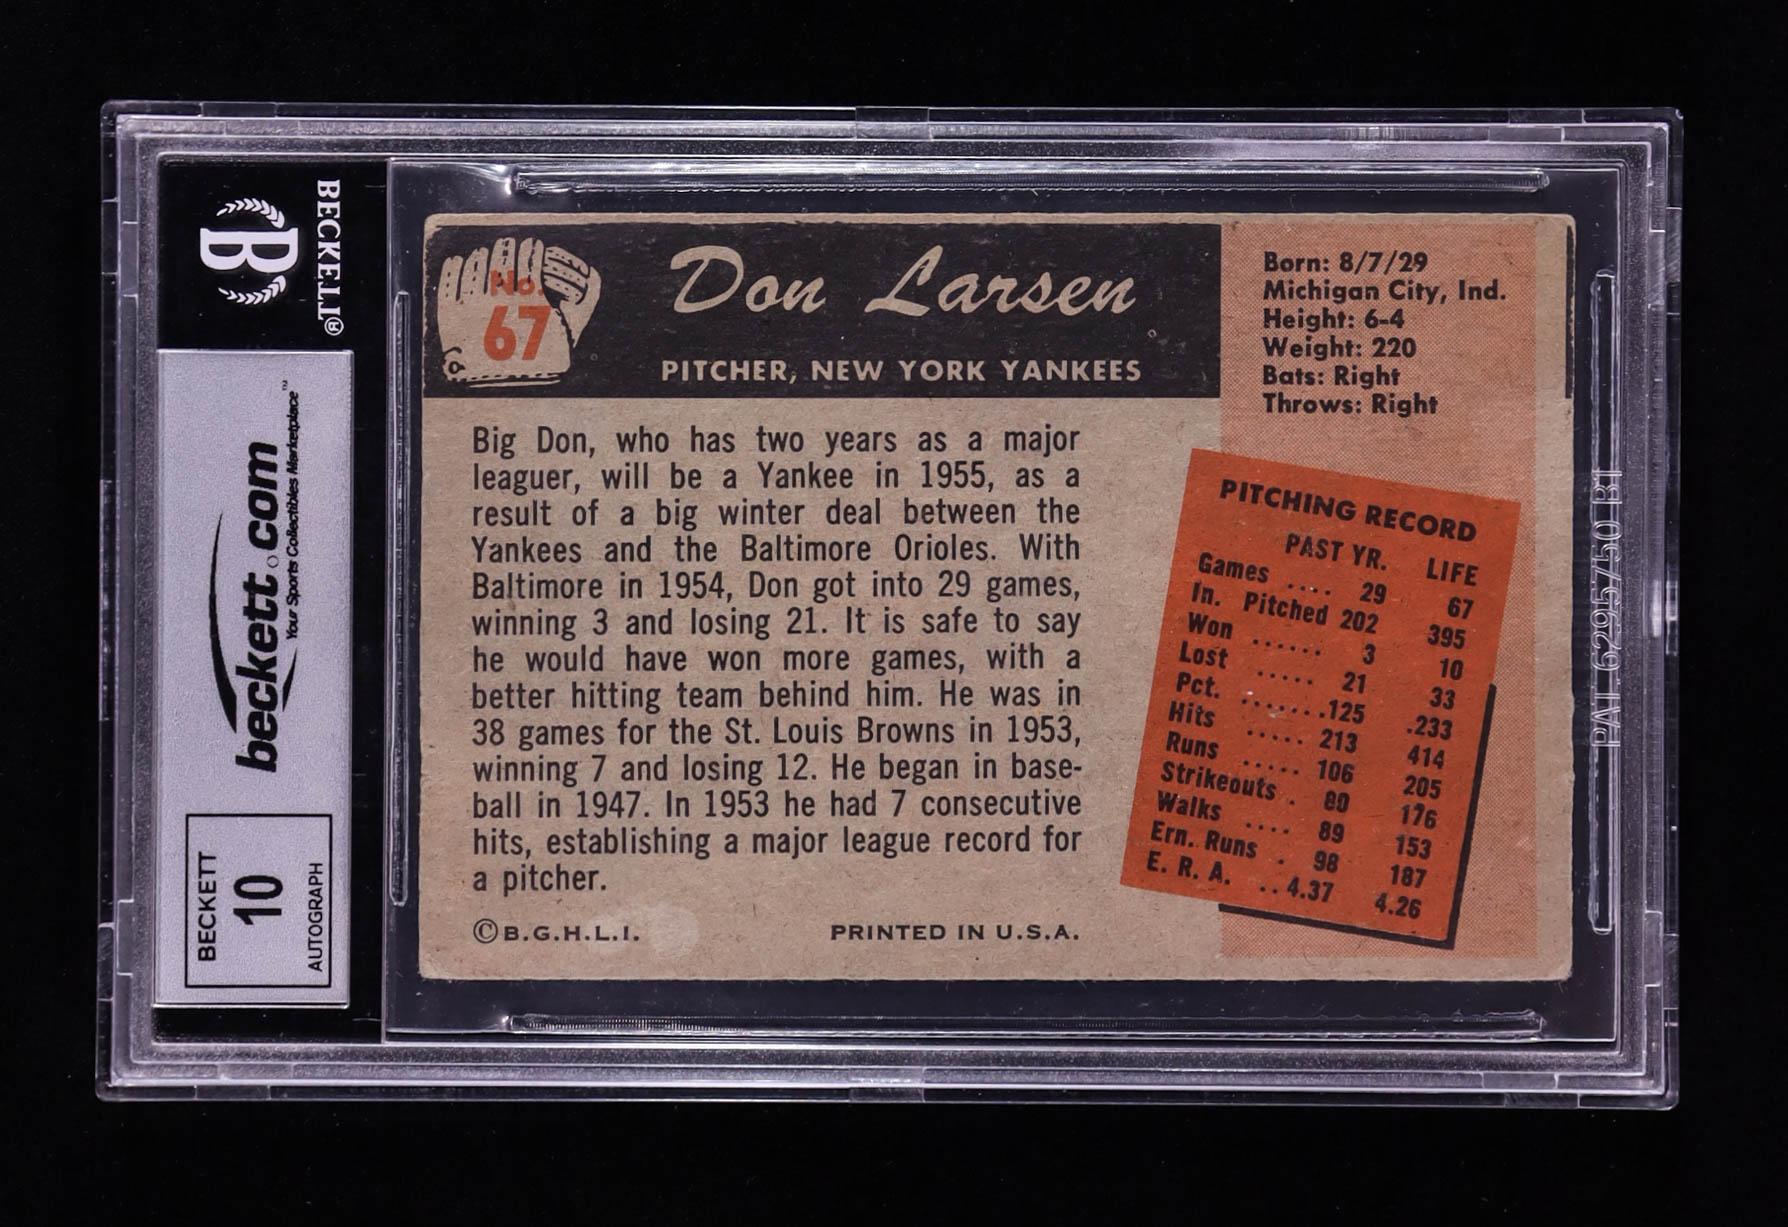 BECKETT®
B
beckett.com™
Your Sports Collectibles Marketplace
BECKETT
10
AUTOGRAPH
No.
67
Don Larsen
PITCHER, NEW YORK YANKEES
Big Don, who has two years as a major
leaguer, will be a Yankee in 1955, as a
result of a big winter deal between the
Yankees and the Baltimore Orioles. With
Baltimore in 1954, Don got into 29 games,
winning 3 and losing 21. It is safe to say
he would have won more games, with a
better hitting team behind him. He was in
38 games for the St. Louis Browns in 1953,
winning 7 and losing 12. He began in base-
ball in 1947. In 1953 he had 7 consecutive
hits, establishing a major league record for
a pitcher.
©B.G.H.L.I. PRINTED IN U.S.A.
Born: 8/7/29
Michigan City, Ind.
Height: 6-4
Weight: 220
Bats: Right
Throws: Right
PITCHING RECORD
PAST YR. LIFE
Games .... 29 67
In. Pitched 202 395
Won ...... 3 10
Lost ..... 21 33
Pct. .......125 .233
Hits ..... 213 414
Runs ..... 106 205
Strikeouts . 80 176
Walks .... 89 153
Ern. Runs . 98 187
E. R. A. ..4.37 4.26
PAT. 6295750 B1